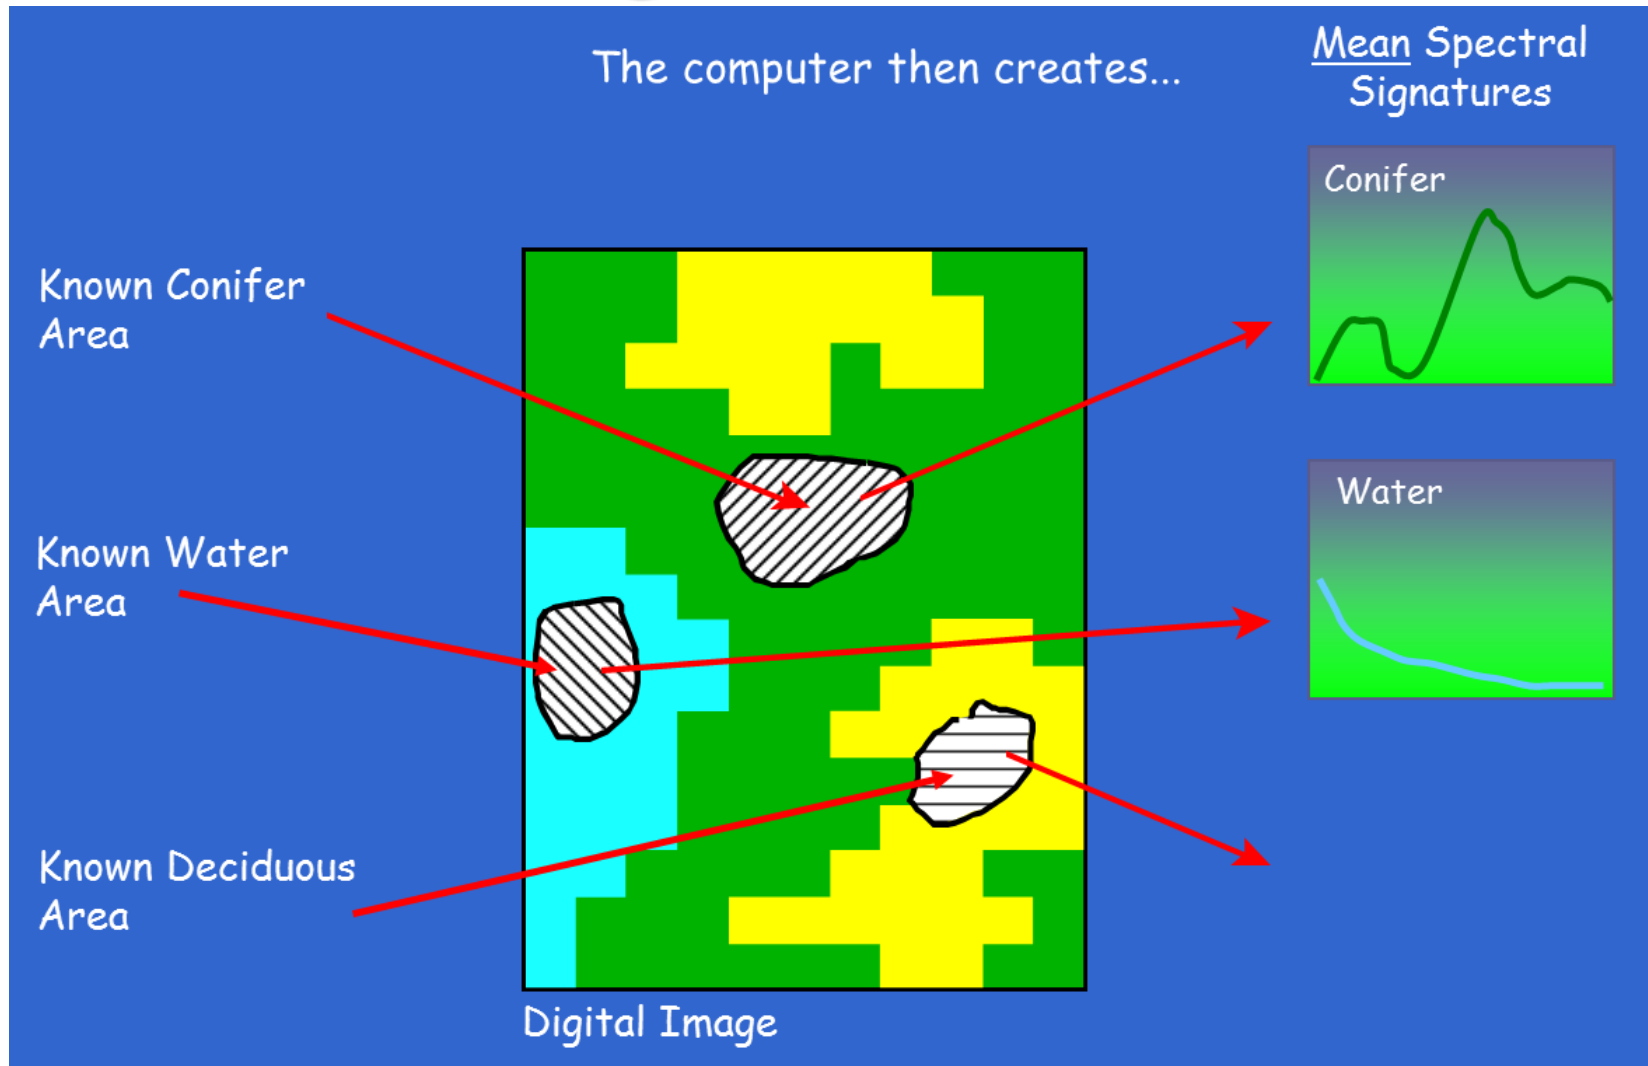 The computer then creates...
Mean Spectral
Signatures
Conifer
Known Conifer
Area
Water
Known Water
Area
Known Deciduous
Area
Digital Image